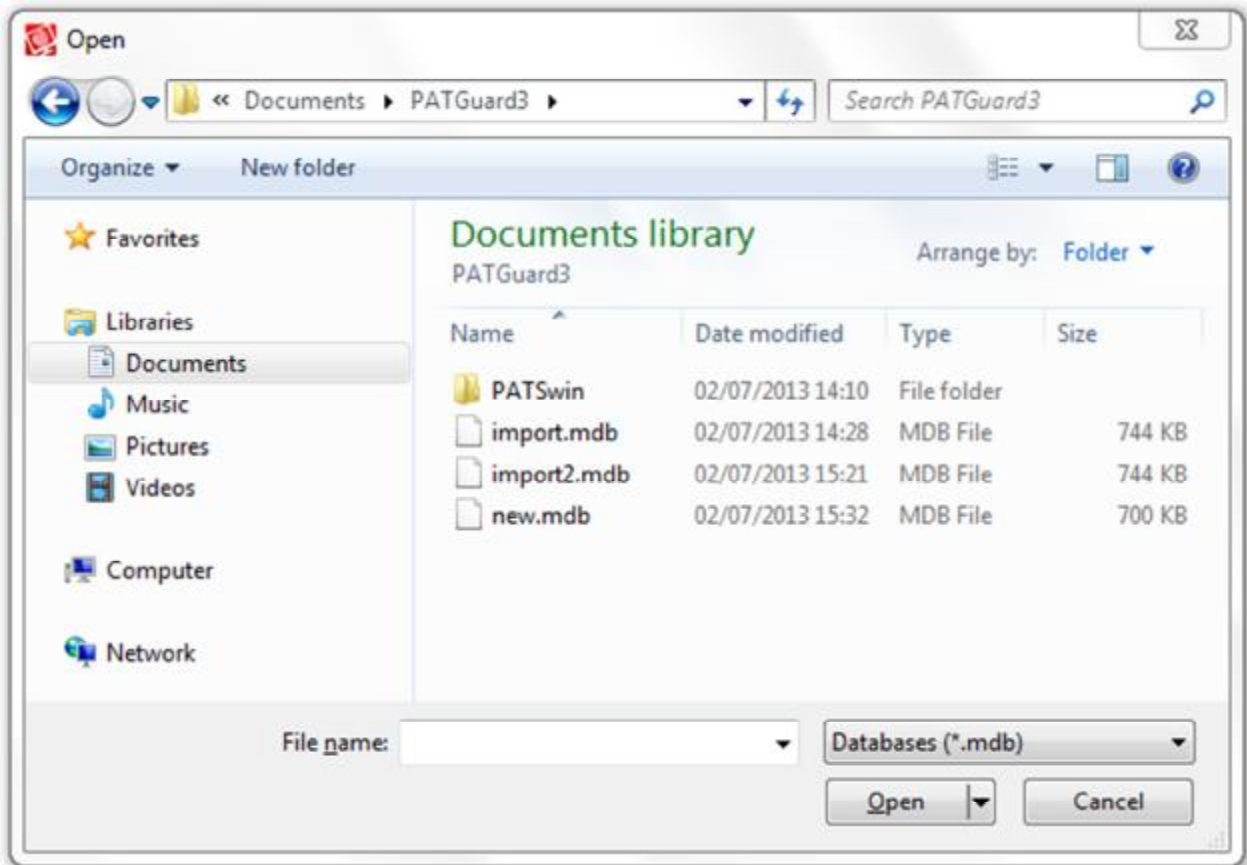 Open
« Documents ▸ PATGuard3 ▸ Search PATGuard3
Organize ▾ New folder
Favorites
Libraries
Documents
Music
Pictures
Videos
Computer
Network
Documents library
PATGuard3
Arrange by: Folder ▾
Name Date modified Type Size
PATSwin 02/07/2013 14:10 File folder
import.mdb 02/07/2013 14:28 MDB File 744 KB
import2.mdb 02/07/2013 15:21 MDB File 744 KB
new.mdb 02/07/2013 15:32 MDB File 700 KB
File name: Databases (*.mdb)
Open Cancel